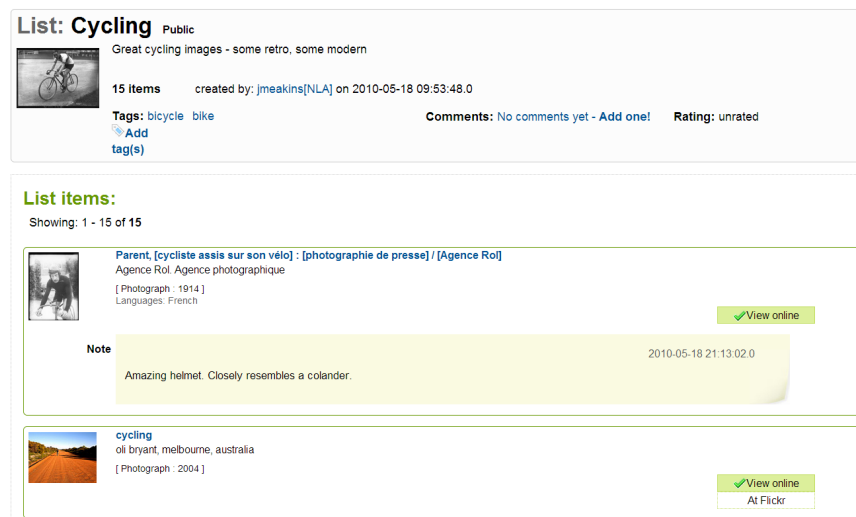 List: Cycling Public
Great cycling images - some retro, some modern
15 items created by: jmeakins[NLA] on 2010-05-18 09:53:48.0
Tags: bicycle bike Comments: No comments yet - Add one! Rating: unrated
Add
tag(s)
List items:
Showing: 1 - 15 of 15
Parent, [cycliste assis sur son vélo] : [photographie de presse] / [Agence Rol]
Agence Rol. Agence photographique
[ Photograph : 1914 ]
Languages: French
View online
Note 2010-05-18 21:13:02.0
Amazing helmet. Closely resembles a colander.
cycling
oli bryant, melbourne, australia
[ Photograph : 2004 ]
View online
At Flickr